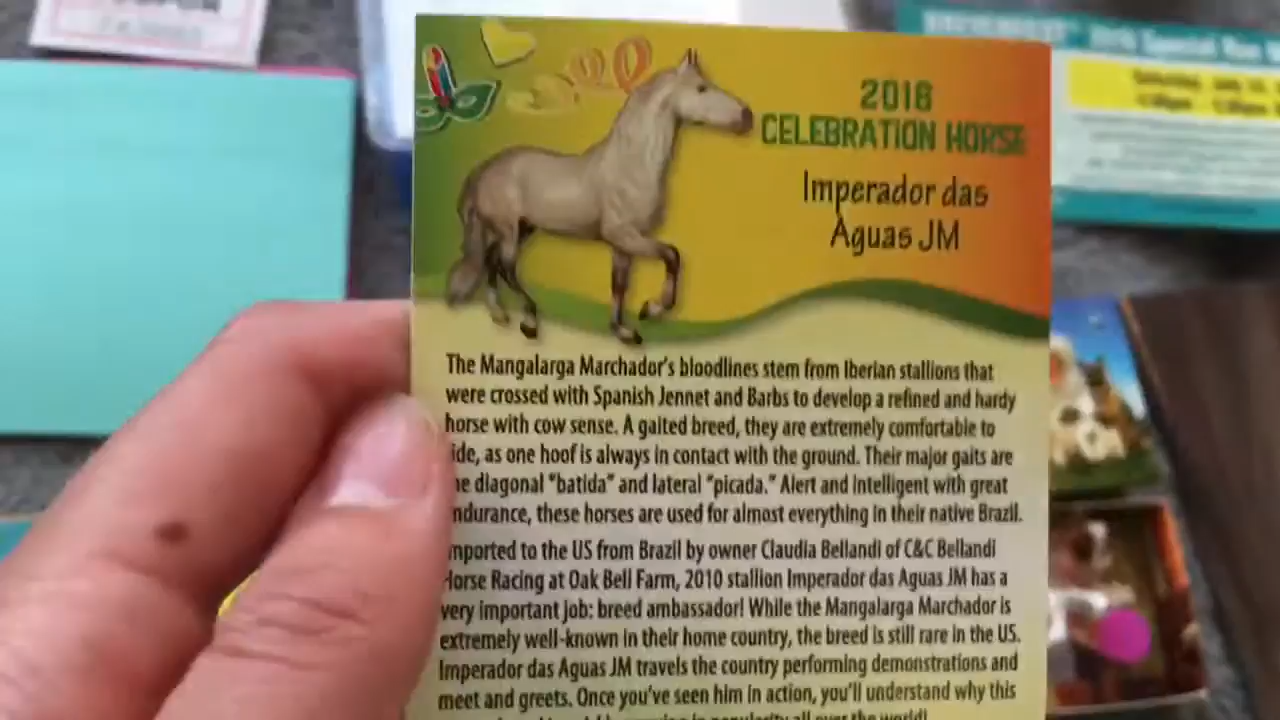 2018
CELEBRATION HORSE
Imperador das
Aguas JM
The Mangalarga Marchador's bloodlines stem from Iberian stallions that
were crossed with Spanish Jennet and Barbs to develop a refined and hardy
horse with cow sense. A gaited breed, they are extremely comfortable to
ide, as one hoof is always in contact with the ground. Their major gaits are
he diagonal "batida" and lateral "picada." Alert and intelligent with great
ndurance, these horses are used for almost everything in their native Brazil.
mported to the US from Brazil by owner Claudia Bellandi of C&C Bellandi
Horse Racing at Oak Bell Farm, 2010 stallion Imperador das Aguas JM has a
very important job: breed ambassador! While the Mangalarga Marchador is
extremely well-known in their home country, the breed is still rare in the US.
Imperador das Aguas JM travels the country performing demonstrations and
meet and greets. Once you've seen him in action, you'll understand why this
in popularity all over the world!